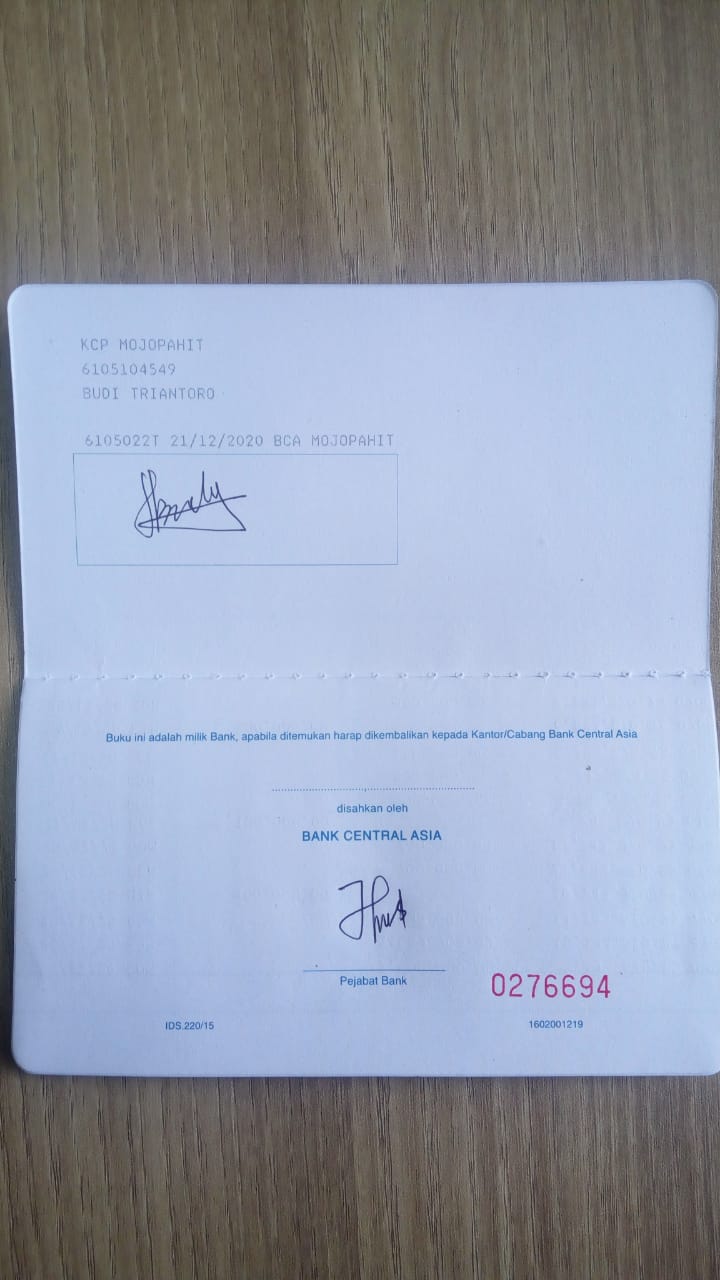 KCP MOJOPAHIT
6105104549
BUDI TRIANTORO
6105022T 21/12/2020 BCA MOJOPAHIT
Buku ini adalah milik Bank, apabila ditemukan harap dikembalikan kepada Kantor/Cabang Bank Central Asia
disahkan oleh
BANK CENTRAL ASIA
Pejabat Bank
0276694
IDS.220/15 1602001219